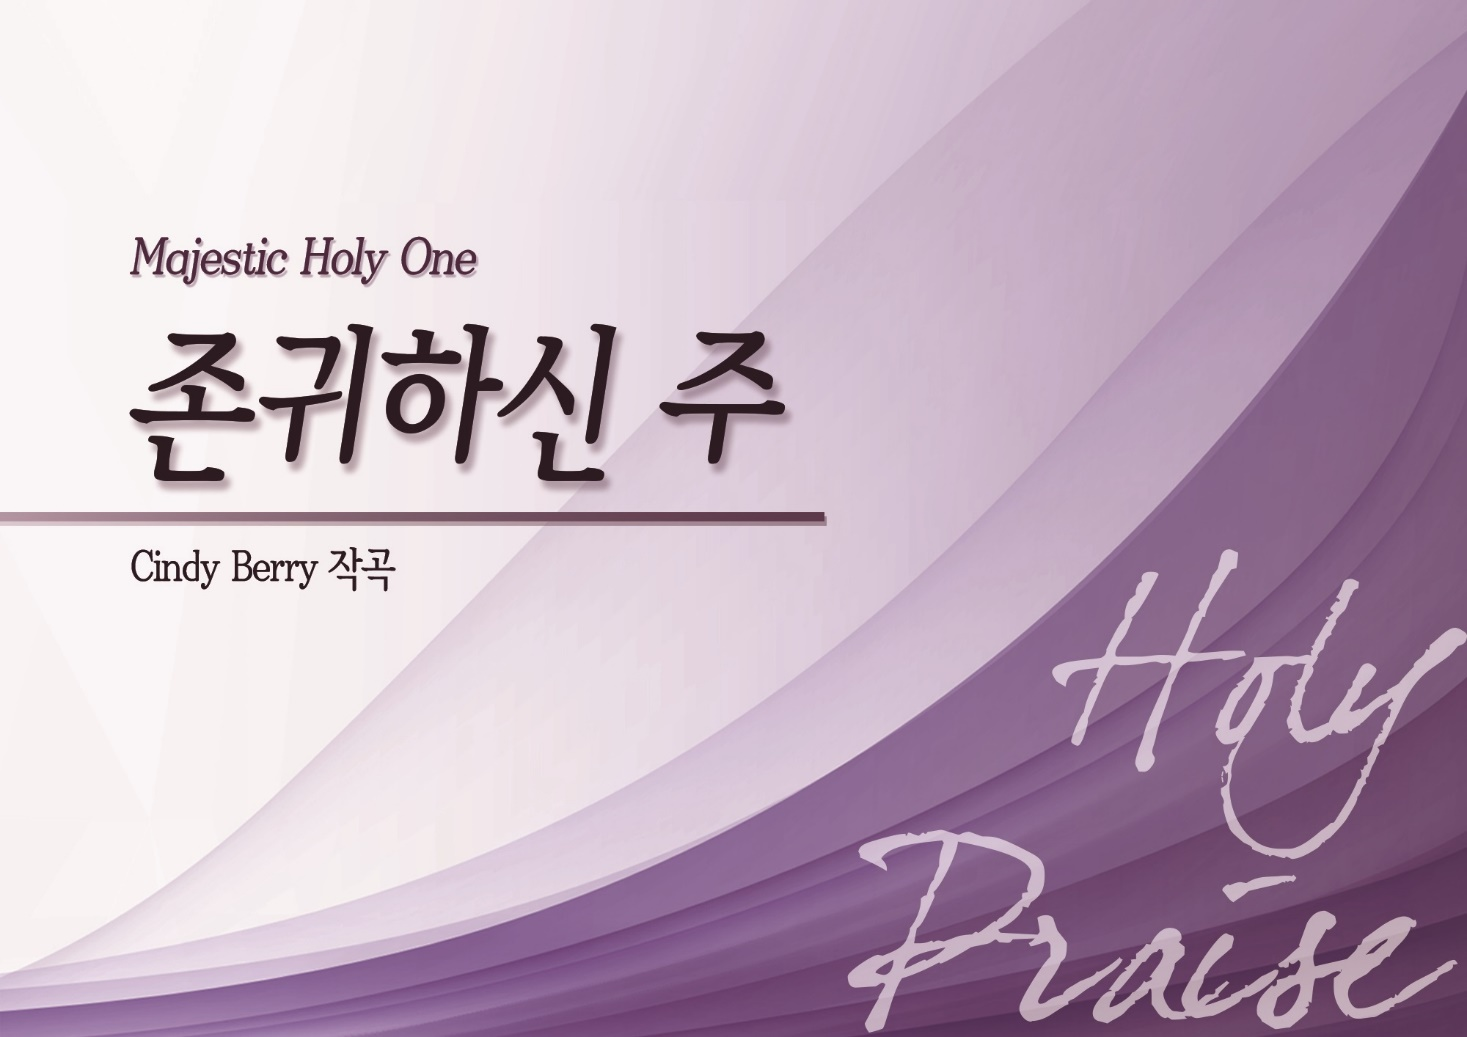 Majestic Holy One
존귀하신 주
Cindy Berry 작곡
Holy
Praise